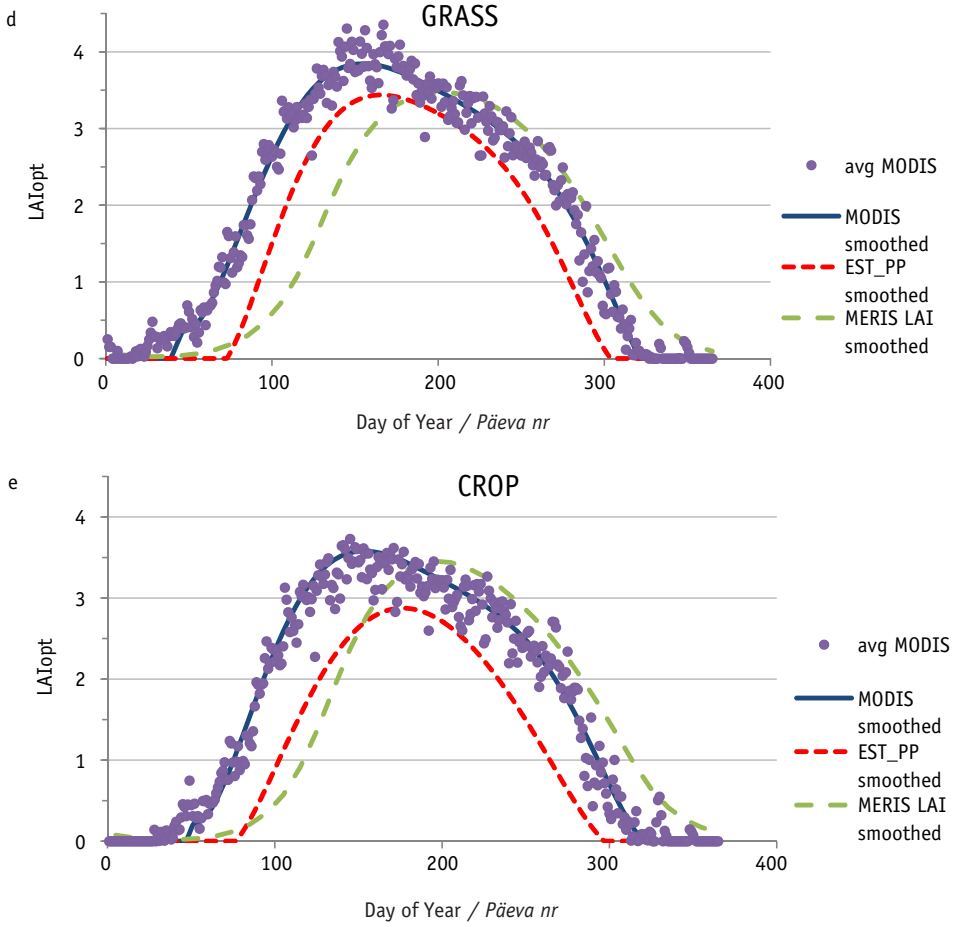 d
GRASS
4
3
2
1
0
LAIopt
0
100
200
300
400
Day of Year / Päeva nr
avg MODIS
MODIS
smoothed
EST_PP
smoothed
MERIS LAI
smoothed
e
CROP
4
3
2
1
0
LAIopt
0
100
200
300
400
Day of Year / Päeva nr
avg MODIS
MODIS
smoothed
EST_PP
smoothed
MERIS LAI
smoothed